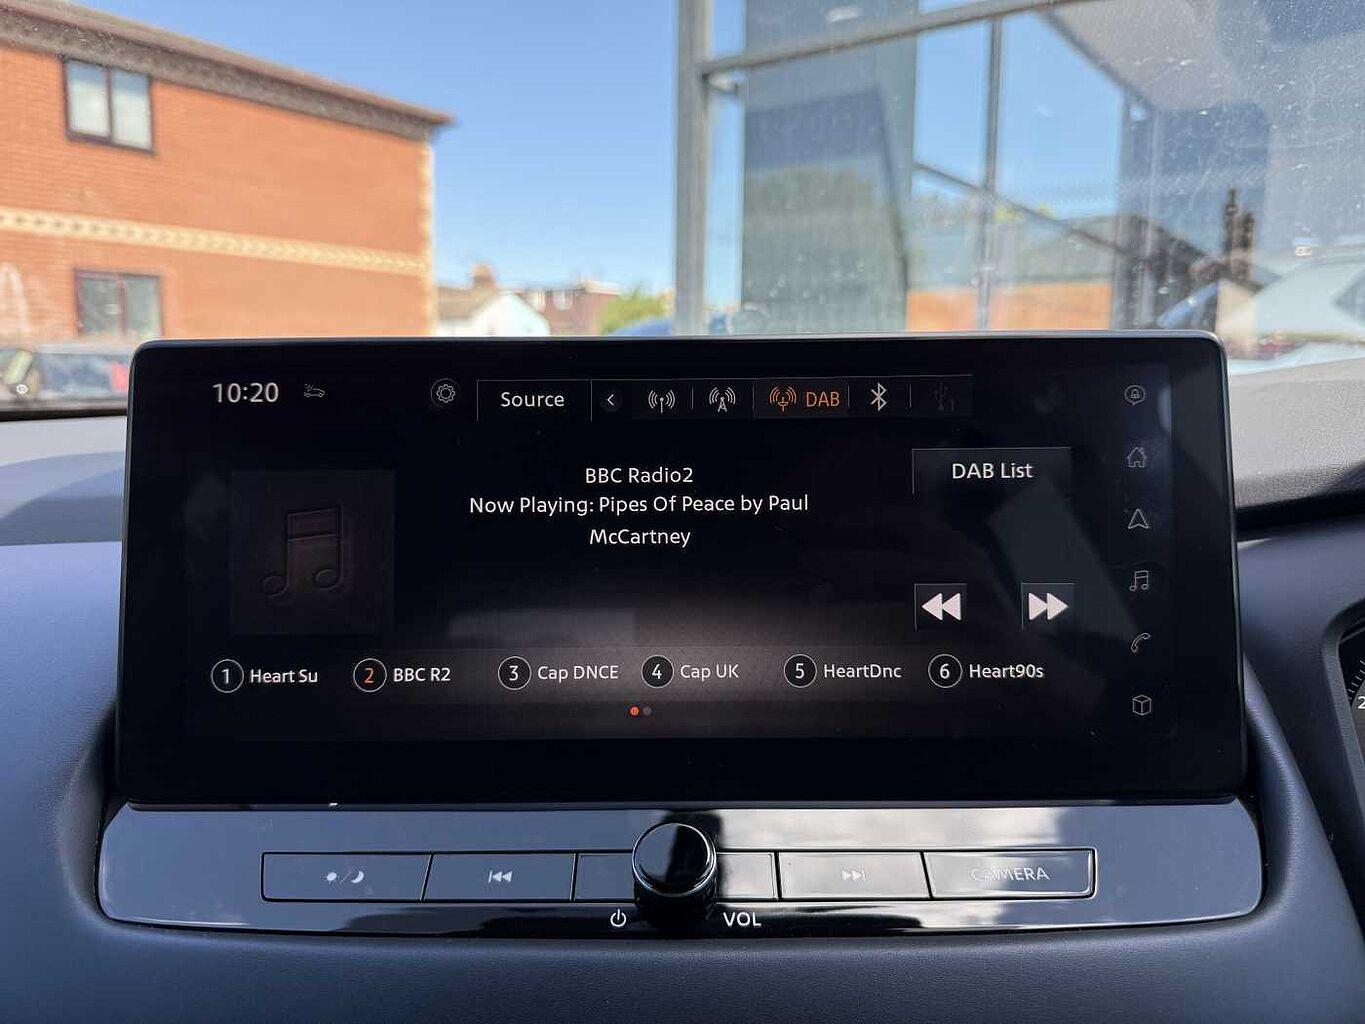 10:20
Source
DAB
BBC Radio2
DAB List
Now Playing: Pipes Of Peace by Paul
McCartney
1 Heart Su
2 BBC R2
3 Cap DNCE
4 Cap UK
5 HeartDnc
6 Heart90s
CAMERA
VOL